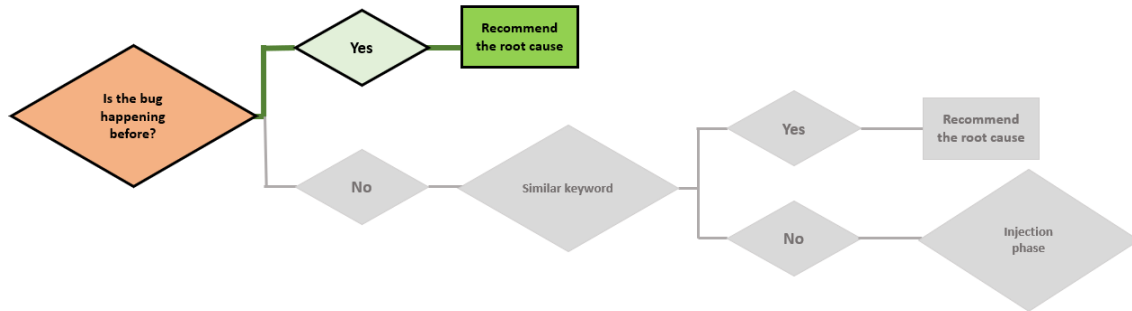 Is the bug
happening
before?
Yes
Recommend
the root cause
No
Similar keyword
Yes
Recommend
the root cause
No
Injection
phase